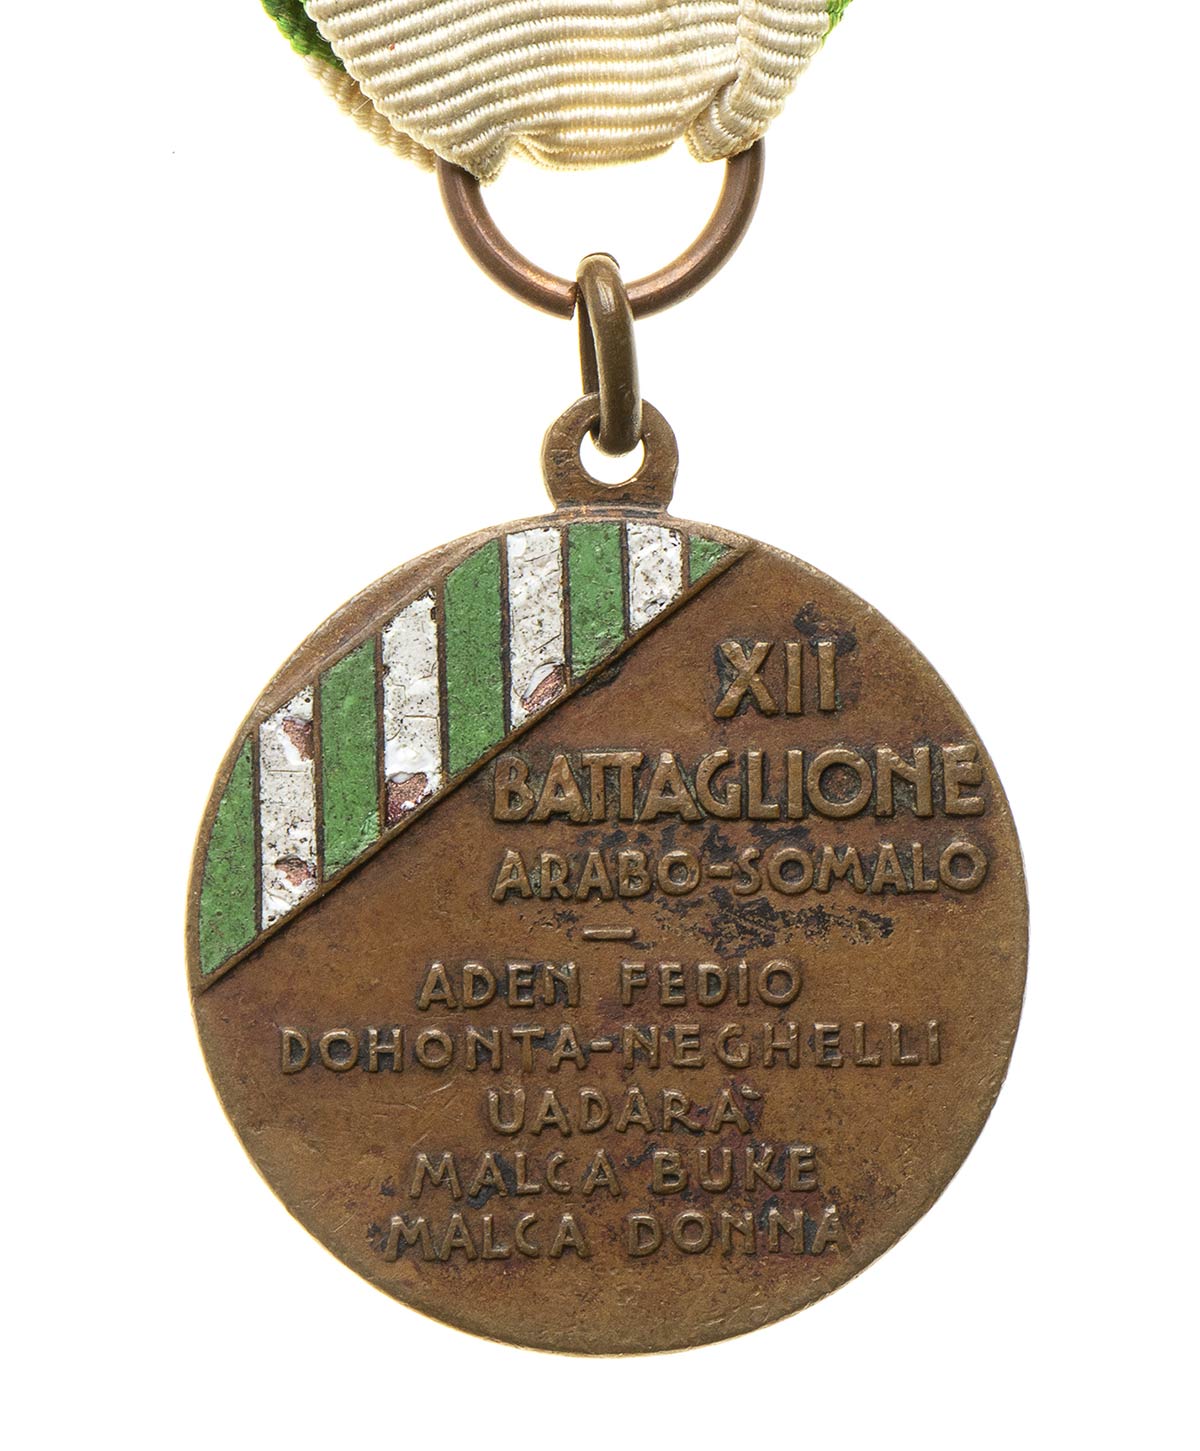 XII
BATTAGLIONE
ARABO-SOMALO
—
ADEN FEDIO
DOHONTA-NEGHELLI
UADARÀ
MALCA BUKE
MALCA DONNA